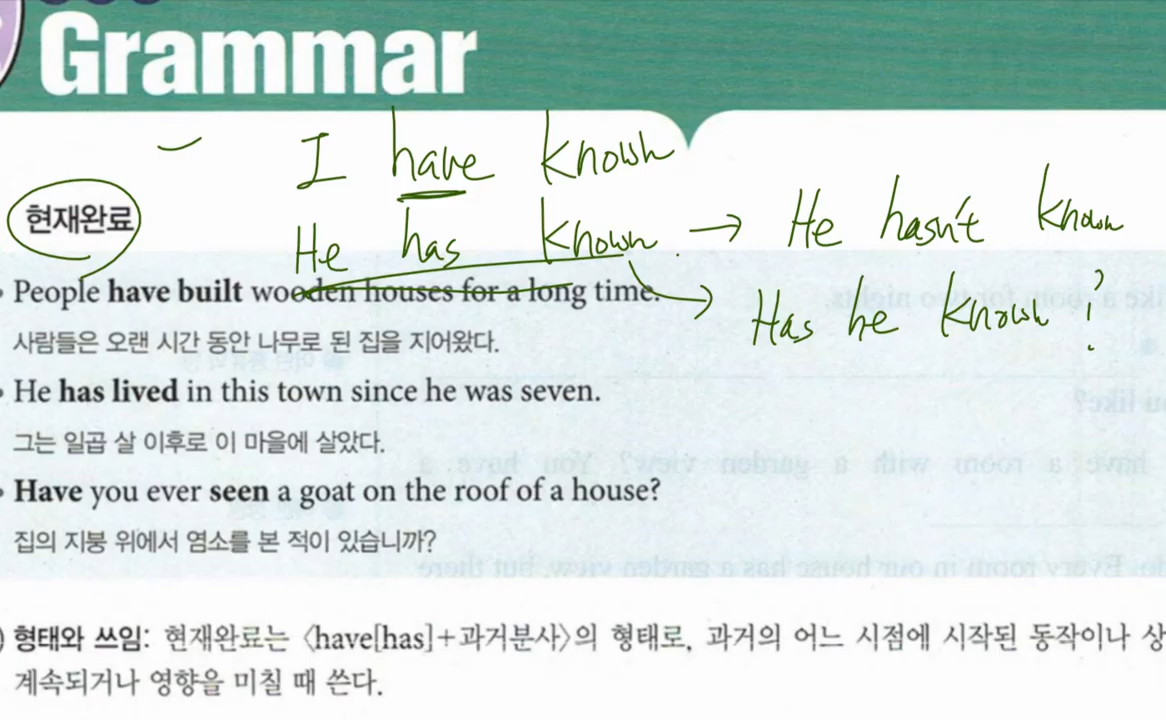 Grammar
I have known
현재완료
He has known → He hasn't known
→ Has he known?
People have built wooden houses for a long time.
사람들은 오랜 시간 동안 나무로 된 집을 지어왔다.
He has lived in this town since he was seven.
그는 일곱 살 이후로 이 마을에 살았다.
Have you ever seen a goat on the roof of a house?
집의 지붕 위에서 염소를 본 적이 있습니까?
형태와 쓰임: 현재완료는 〈have[has]+과거분사〉의 형태로, 과거의 어느 시점에 시작된 동작이나 상
계속되거나 영향을 미칠 때 쓴다.